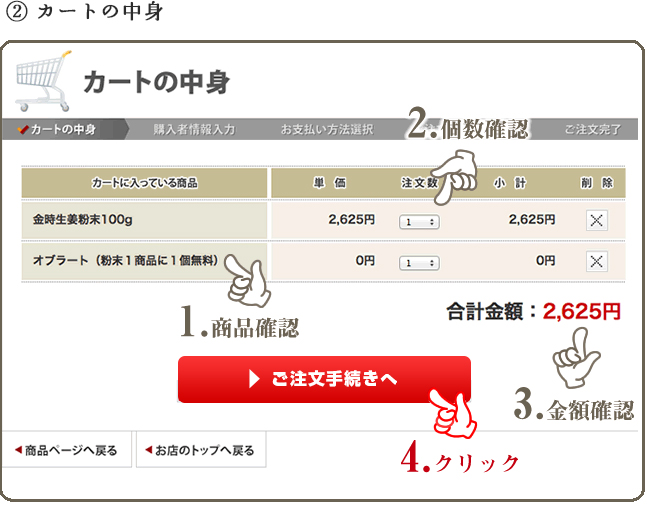 ② カートの中身
カートの中身
カートの中身 購入者情報入力 お支払い方法選択 ご注文完了
2.個数確認
カートに入っている商品 単 価 注文数 小 計 削 除
金時生姜粉末100g 2,625円 1 2,625円
オブラート（粉末１商品に１個無料） 0円 1 0円
1.商品確認
合計金額：2,625円
ご注文手続きへ
3.金額確認
4.クリック
商品ページへ戻る お店のトップへ戻る